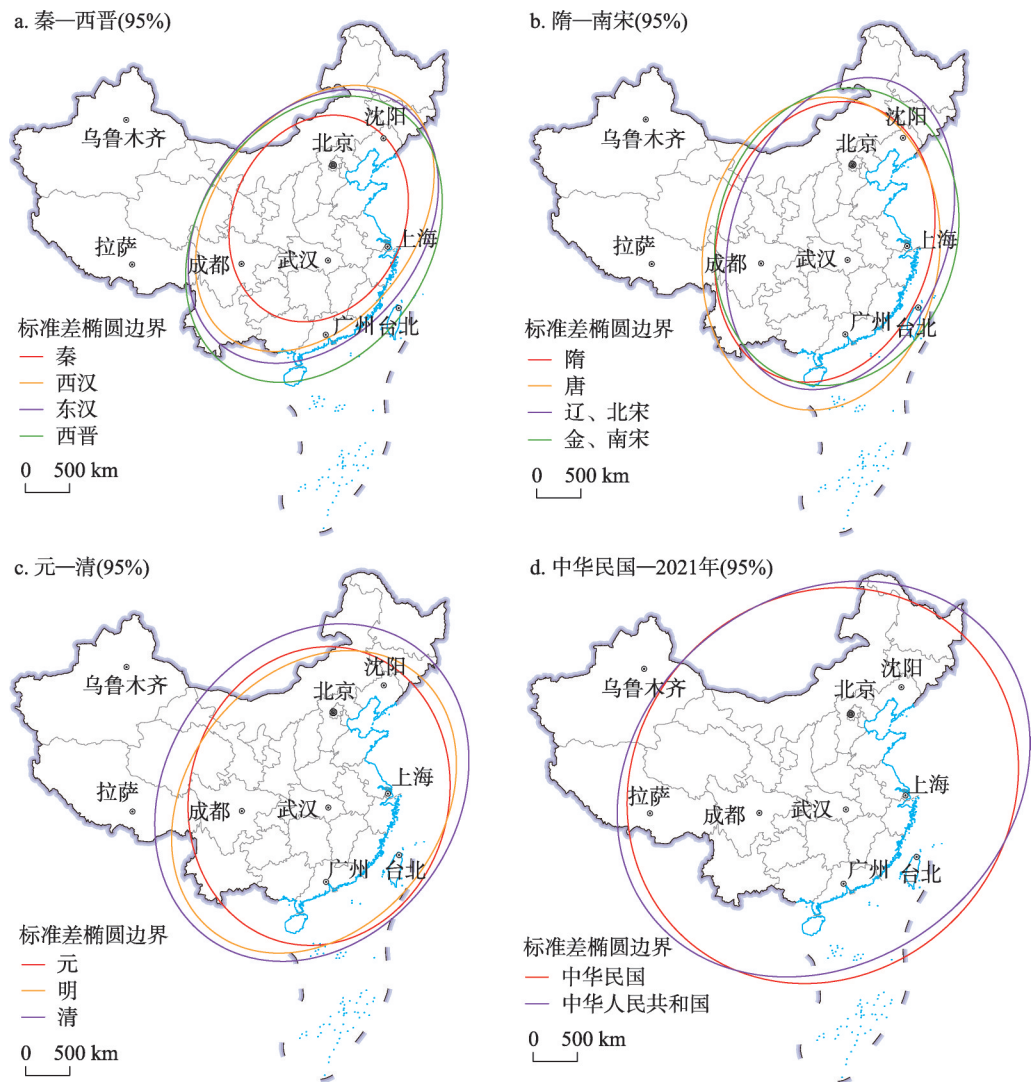 a. 秦—西晋(95%)
沈阳
乌鲁木齐
北京
拉萨
上海
成都
武汉
广州
台北
标准差椭圆边界
秦
西汉
东汉
西晋
0 500 km
b. 隋—南宋(95%)
沈阳
乌鲁木齐
北京
拉萨
上海
成都
武汉
广州
台北
标准差椭圆边界
隋
唐
辽、北宋
金、南宋
0 500 km
c. 元—清(95%)
沈阳
乌鲁木齐
北京
拉萨
上海
成都
武汉
广州
台北
标准差椭圆边界
元
明
清
0 500 km
d. 中华民国—2021年(95%)
沈阳
乌鲁木齐
北京
拉萨
上海
成都
武汉
广州
台北
标准差椭圆边界
中华民国
中华人民共和国
0 500 km